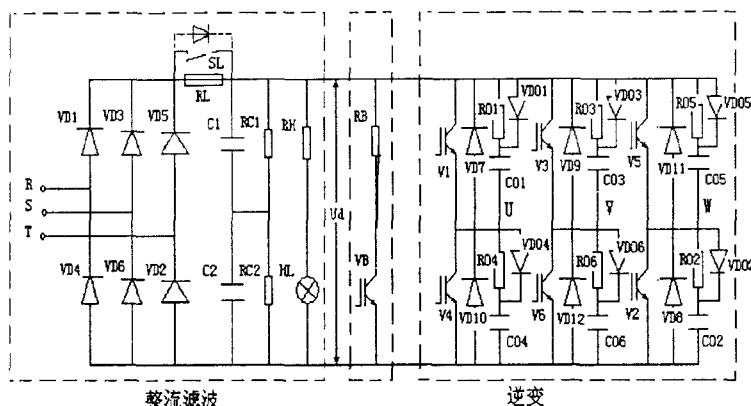 SL
RL
VD1 VD3 VD5 C1 RC1 RH Ud RB
R
S
T
VD4 VD6 VD2 C2 RC2 HL VB
R01 VD01 R03 VD03 R05 VD05
V1 VD7 C01 V3 VD9 C03 V5 VD11 C05
U V W
R04 VD04 R06 VD06 R02 VD02
V4 VD10 C04 V6 VD12 C06 V2 VD8 C02
整流滤波 逆变